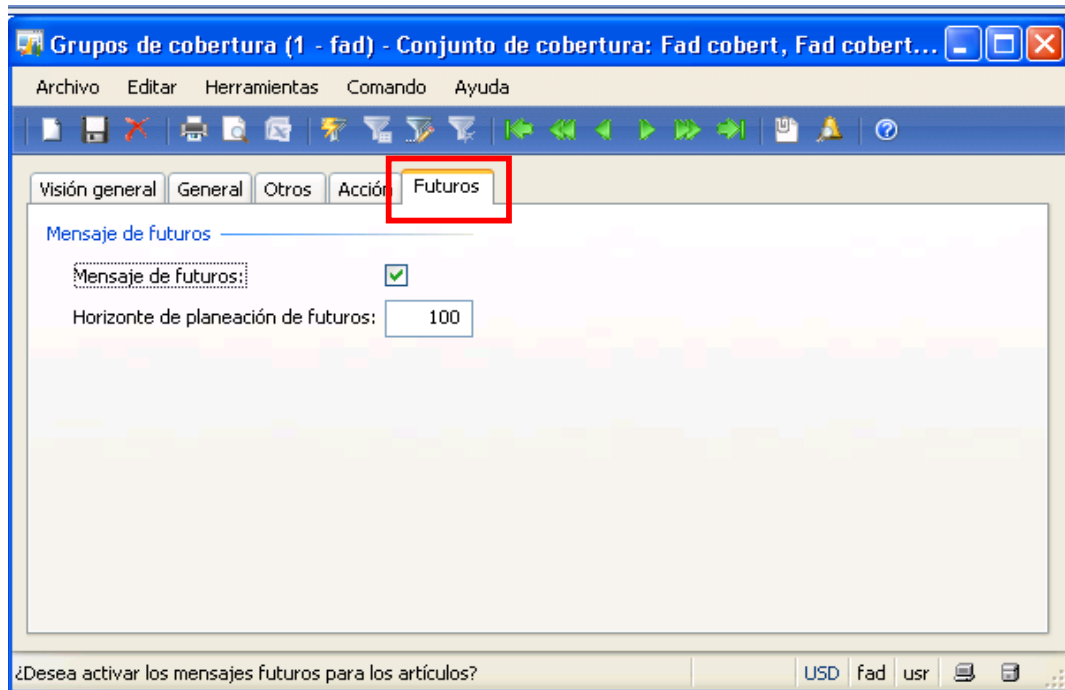 Grupos de cobertura (1 - fad) - Conjunto de cobertura: Fad cobert, Fad cobert...
Archivo Editar Herramientas Comando Ayuda
Visión general General Otros Acción Futuros
Mensaje de futuros
Mensaje de futuros:
Horizonte de planeación de futuros: 100
¿Desea activar los mensajes futuros para los artículos? USD fad usr